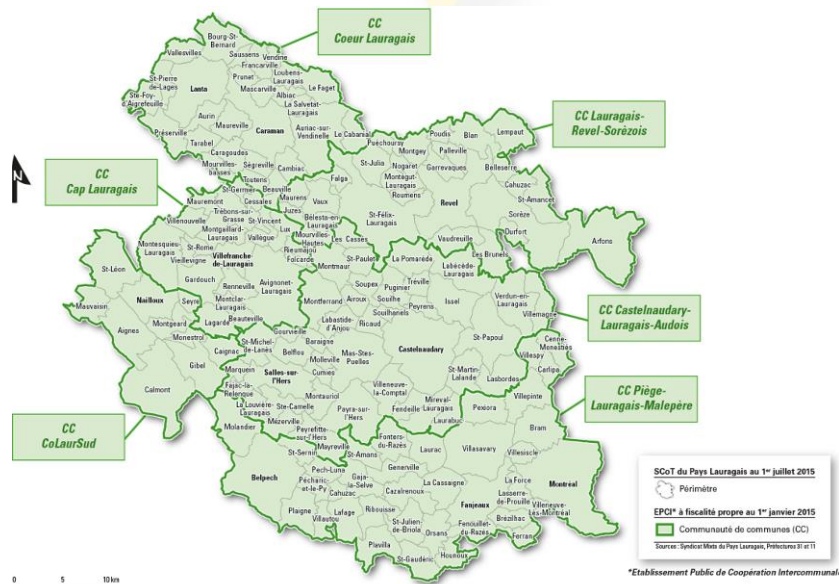 CC
Coeur Lauragais
CC Lauragais-
Revel-Sorèzois
CC
Cap Lauragais
CC Castelnaudary-
Lauragais-Audois
CC Piège-
Lauragais-Malepère
CC
CoLaurSud
Bourg-St-
Bernard
Vallesvilles
Saussens
Vendine
Francarville
Loubens-
Lauragais
Prunet
Le Faget
St-Pierre
de-Lages
Lanta
Mascarville
Albiac
La Salvetat-
Lauragais
Ste-Foy-
d'Aigrefeuille
Aurin
Maureville
Caraman
Auriac-sur-
Vendinelle
Le Cabanial
Préserville
Tarabel
Caragoudes
Mourvilles-
basses
Ségreville
Cambiac
Toutens
Puéchoursy
Poudis
Blan
Lempaut
Montgey
Palleville
St-Julia
Nogaret
Garrevaques
Belleserre
Falga
Montagut-
Lauragais
Roumens
Cahuzac
St-Amancet
Revel
Sorèze
Durfort
Arfons
St-Félix-
Lauragais
Vaudreuille
Les Brunels
St-Germier
Beauville
Maurens
Vaux
Mauremont
Cessales
Juzes
Villenouvelle
Trébons-sur-
Grasse
St-Vincent
Bélesta-en-
Lauragais
Montgaillard-
Lauragais
Lux
Mourvilles-
Hautes
Les Cassés
Vallègue
Montesquieu-
Lauragais
St-Rome
Rieumajou
Folcarde
Vieillevigne
Villefranche-
de-Lauragais
Gardouch
Renneville
Avignonet-
Lauragais
Montclar-
Lauragais
Lagarde
Beauteville
St-Léon
Nailloux
Seyre
Mauvaisin
Montgeard
Aignes
Monestrol
Gibel
Calmont
Caignac
St-Paulet
La Pomarède
Montmaur
Labécède-
Lauragais
Soupex
Tréville
Puginier
Montferrand
Airoux
Souilhe
Issel
Verdun-en-
Lauragais
Souilhanels
Peyrens
Villemagne
Labastide-
d'Anjou
Ricaud
Gourvieille
Baraigne
St-Papoul
St-Michel-
de-Lanès
Belflou
Molleville
Mas-Stes-
Puelles
Castelnaudary
Marquein
Salles-sur-
l'Hers
Cumies
St-Martin-
Lalande
Lasbordes
Fajac-la-
Relenque
Montauriol
Villeneuve-
la-Comptal
Mireval-
Lauragais
La Louvière-
Lauragais
Ste-Camelle
Payra-sur-
l'Hers
Fendeille
Laurabuc
Mézerville
Peyrefitte-
sur-l'Hers
Cenne-
Monestiés
Villespy
Carlipa
Pexiora
Villepinte
Bram
Molandier
Mayreville
Fonters-
du-Razès
St-Sernin
St-Amans
Laurac
Villasavary
Villesiscle
Belpech
Pech-Luna
Generville
Montréal
Pécharic-
et-le-Py
Gaja-
la-Selve
La Cassaigne
Cahuzac
Cazalrenoux
La Force
Lasserre-
de-Prouille
Plaigne
Lafage
Ribouisse
Fanjeaux
Villeneuve-
Lès-Montréal
Villautou
St-Julien-
de-Briola
Fenouillet-
du-Razès
Brézilhac
Orsans
Ferran
Plavilla
St-Gaudéric
Hounoux
N
0 5 10 km
SCoT du Pays Lauragais au 1er juillet 2015
Périmètre
EPCI* à fiscalité propre au 1er janvier 2015
Communauté de communes (CC)
Sources : Syndicat Mixte du Pays Lauragais, Préfectures 31 et 11
*Etablissement Public de Coopération Intercommunale